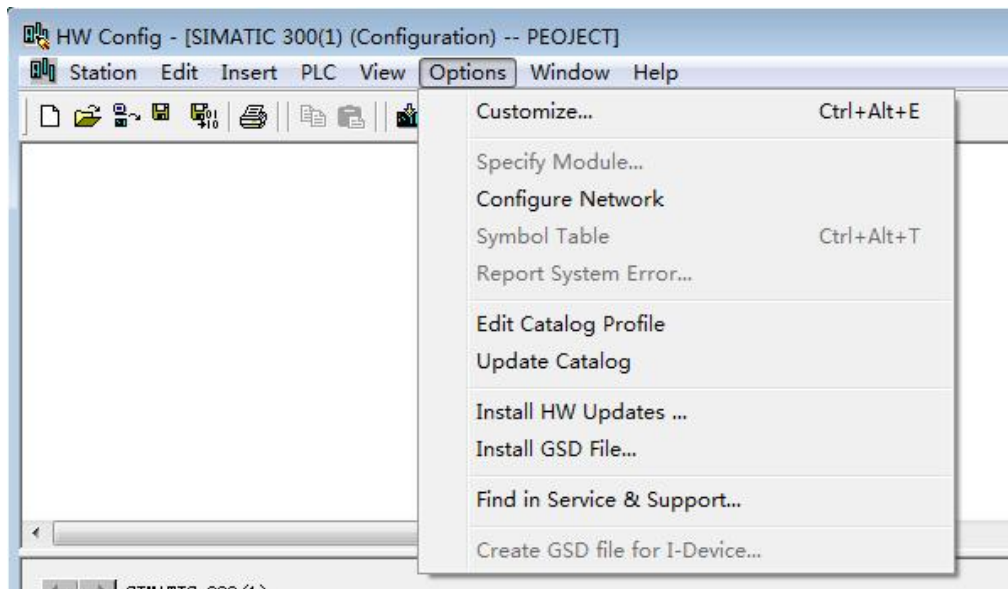 HW Config - [SIMATIC 300(1) (Configuration) -- PEOJECT]
Station Edit Insert PLC View Options Window Help
Customize... Ctrl+Alt+E
Specify Module...
Configure Network
Symbol Table Ctrl+Alt+T
Report System Error...
Edit Catalog Profile
Update Catalog
Install HW Updates ...
Install GSD File...
Find in Service & Support...
Create GSD file for I-Device...